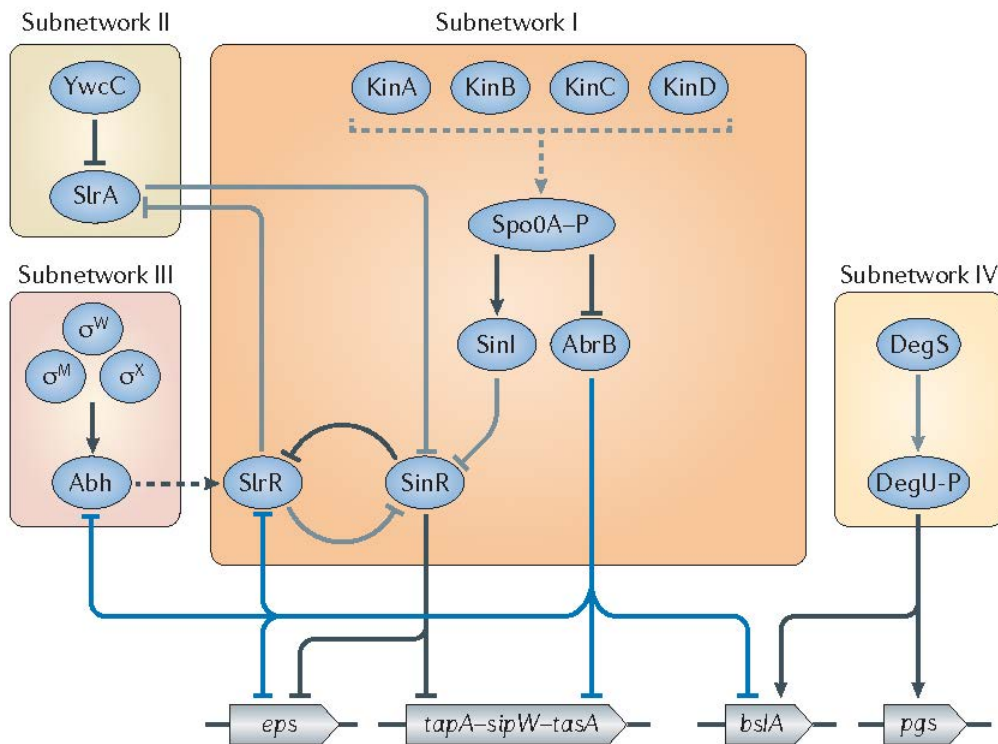 Subnetwork II
Subnetwork I
YwcC
KinA
KinB
KinC
KinD
SlrA
Spo0A–P
Subnetwork III
Subnetwork IV
σW
σM
σX
SinI
AbrB
DegS
Abh
SlrR
SinR
DegU-P
eps
tapA–sipW–tasA
bslA
pgs